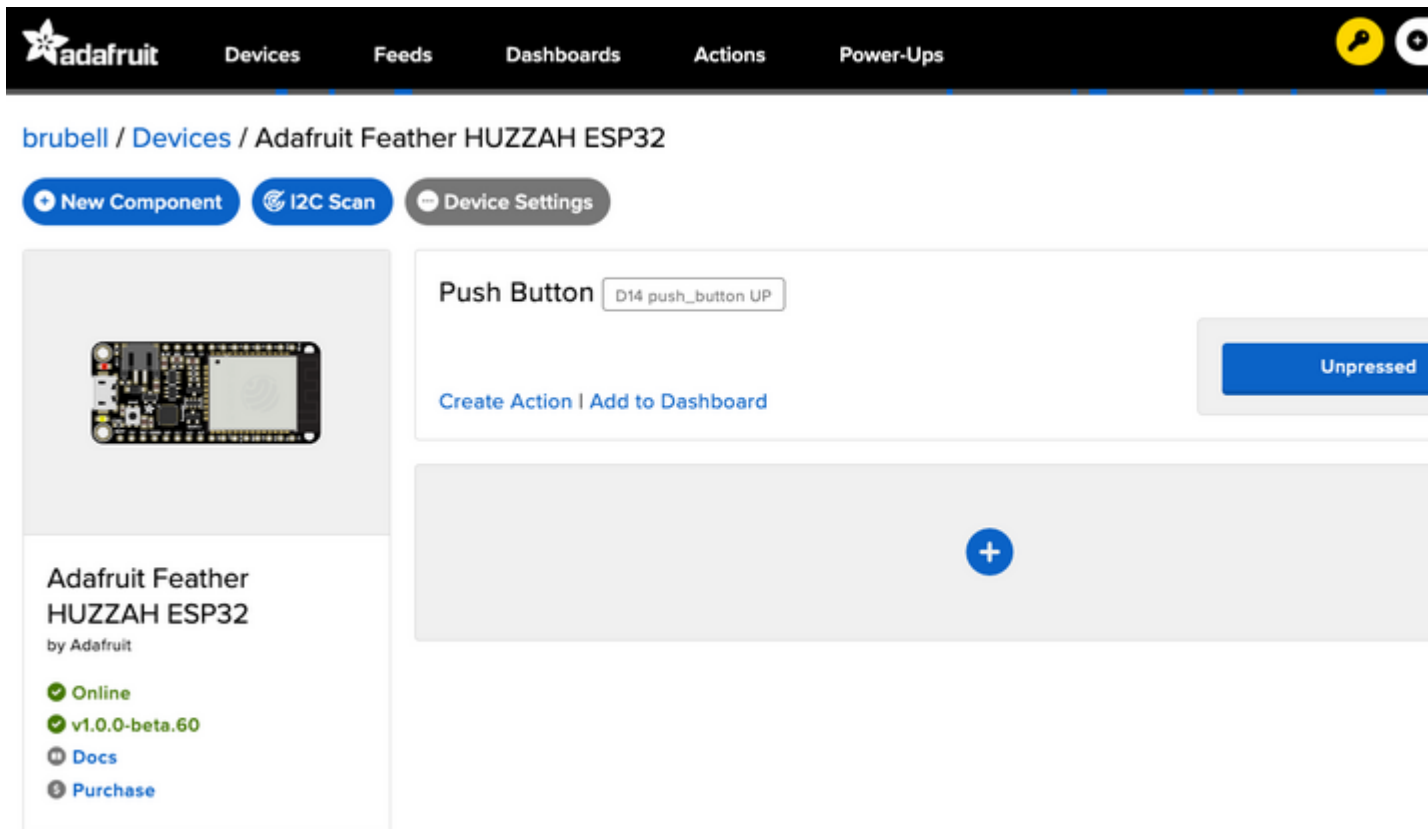 adafruit Devices Feeds Dashboards Actions Power-Ups
brubell / Devices / Adafruit Feather HUZZAH ESP32
New Component I2C Scan Device Settings
Push Button D14 push_button UP
Unpressed
Create Action | Add to Dashboard
Adafruit Feather
HUZZAH ESP32
by Adafruit
Online
v1.0.0-beta.60
Docs
Purchase